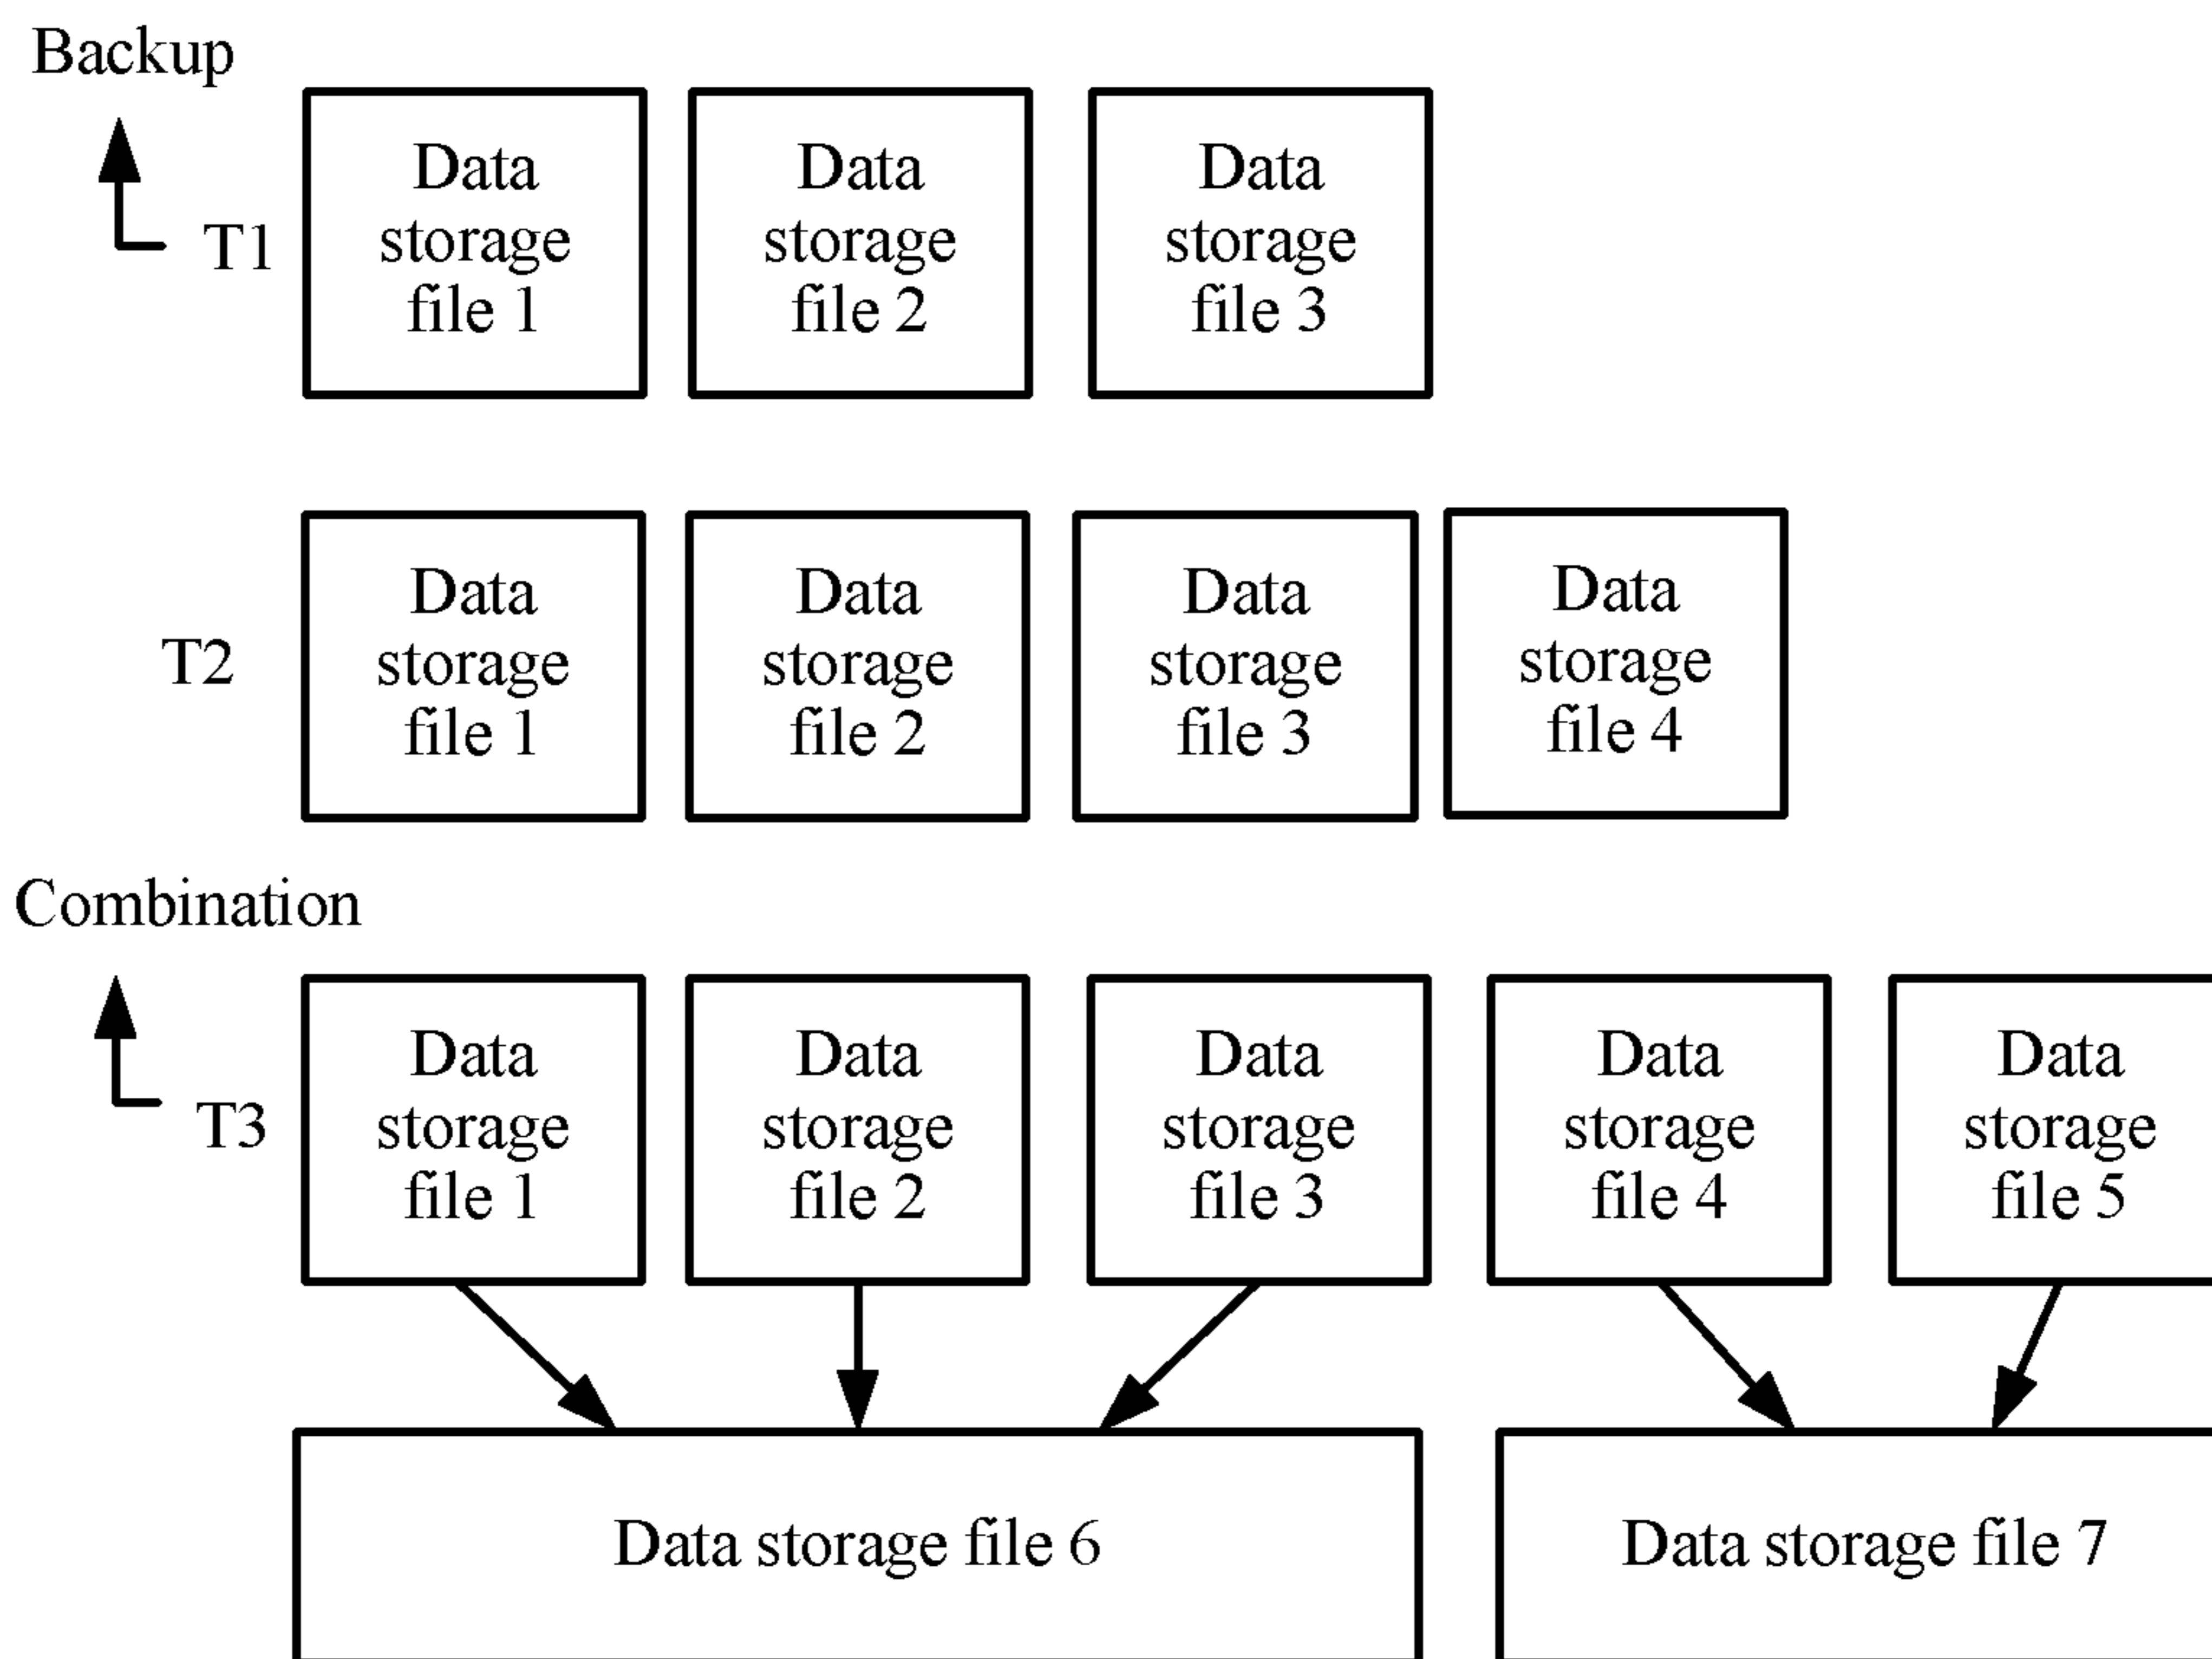 Backup
T1
Data
storage
file 1
Data
storage
file 2
Data
storage
file 3
T2
Data
storage
file 1
Data
storage
file 2
Data
storage
file 3
Data
storage
file 4
Combination
T3
Data
storage
file 1
Data
storage
file 2
Data
storage
file 3
Data
storage
file 4
Data
storage
file 5
Data storage file 6
Data storage file 7